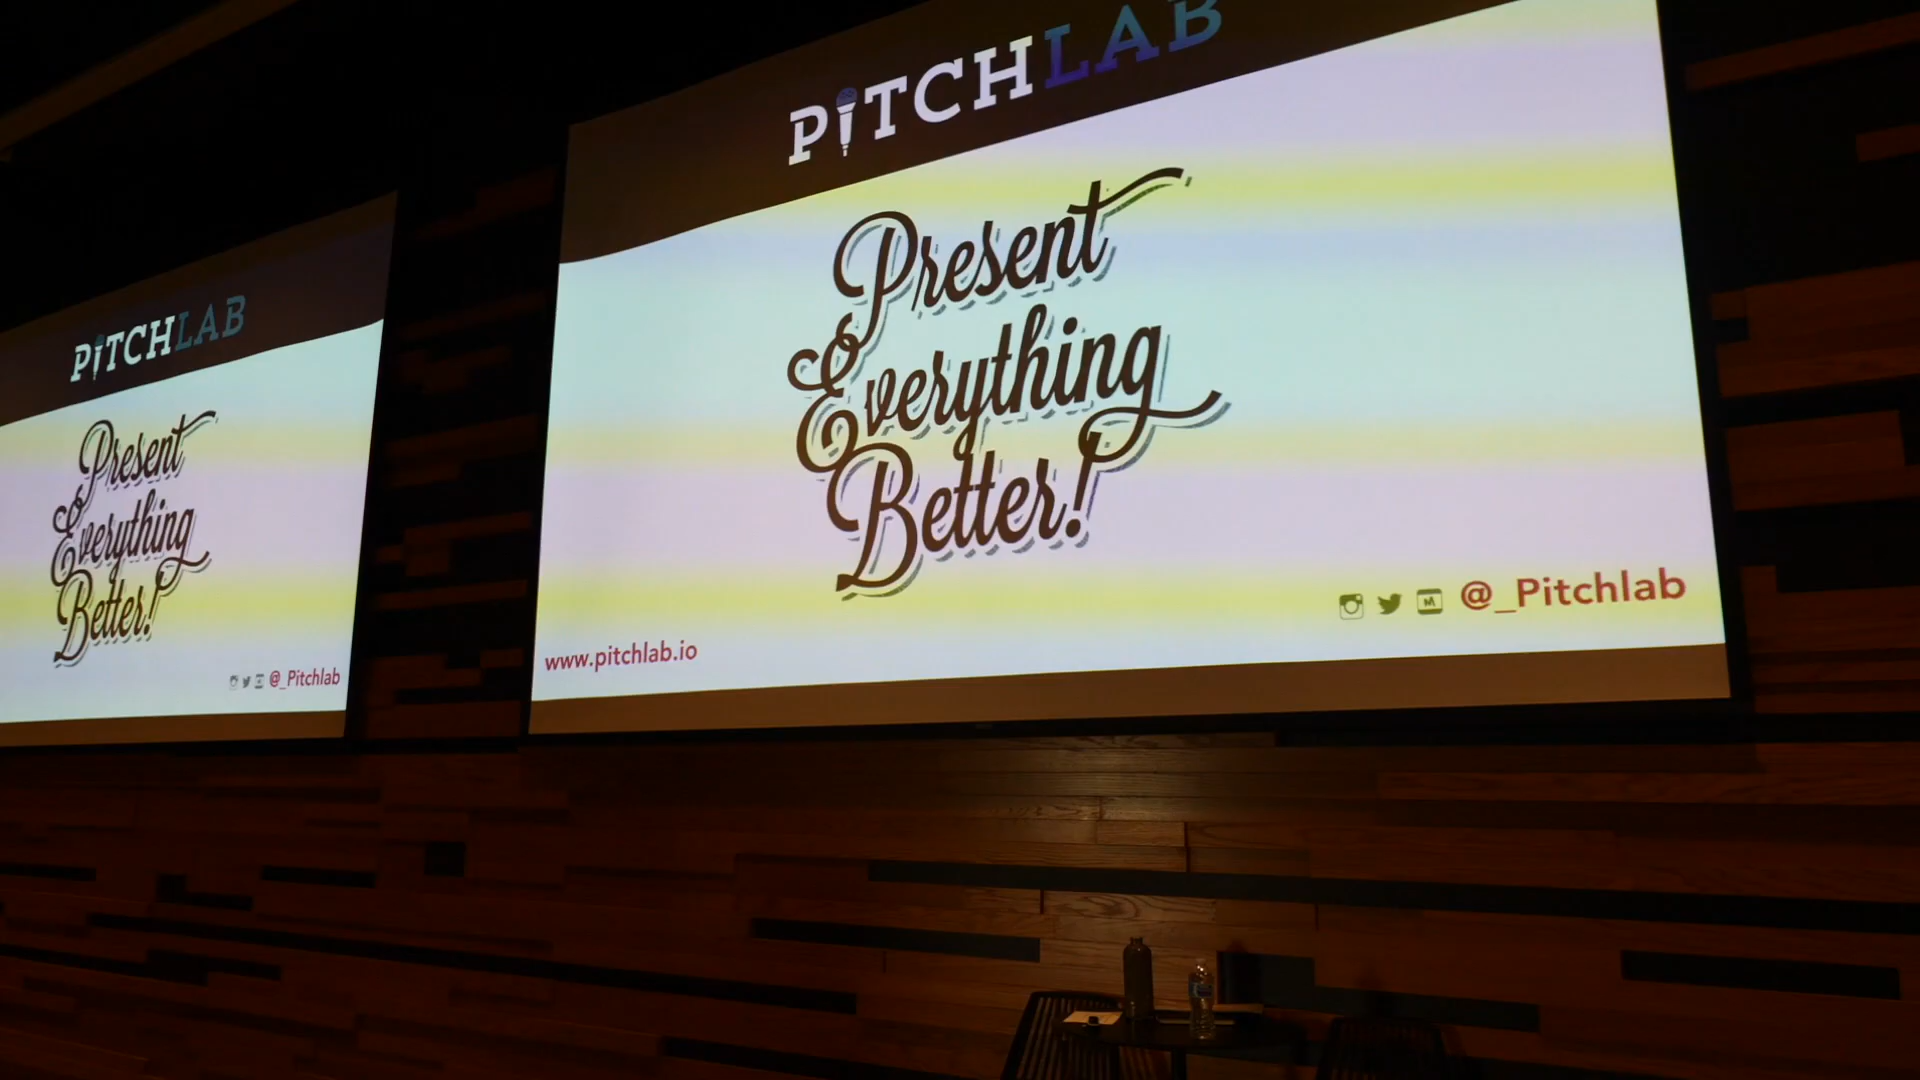 PiTCHLAB
Present
Everything
Better!
@_Pitchlab
PiTCHLAB
Present
Everything
Better!
www.pitchlab.io
@_Pitchlab